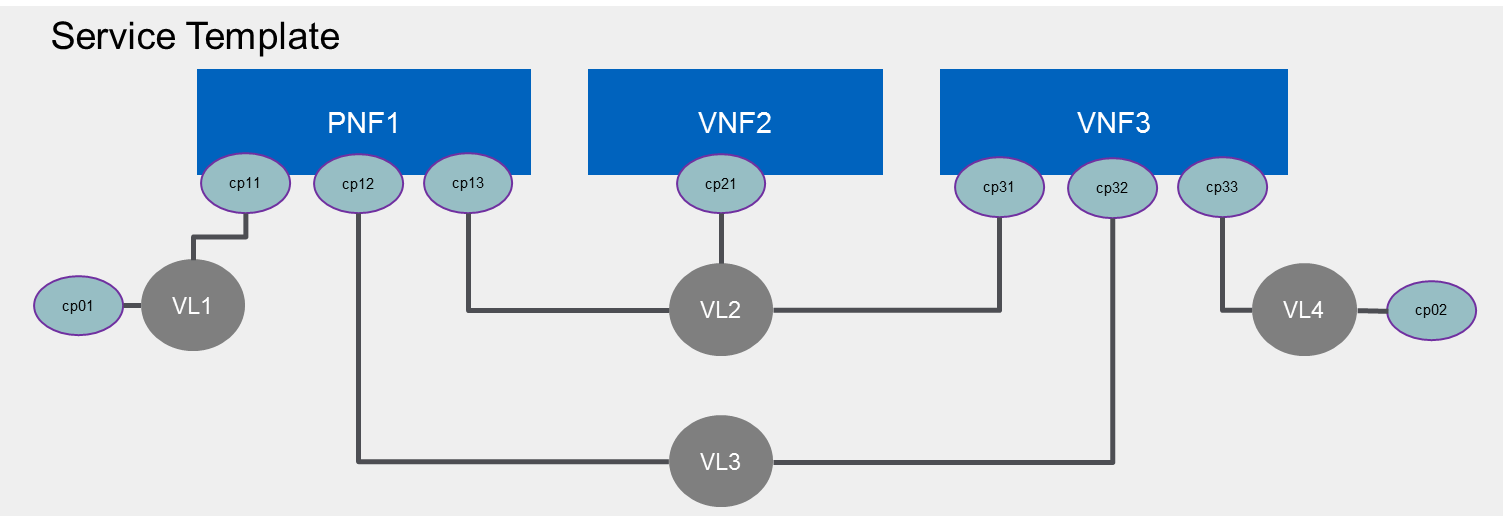 Service Template
PNF1
VNF2
VNF3
cp11
cp12
cp13
cp21
cp31
cp32
cp33
cp01
VL1
VL2
VL4
cp02
VL3